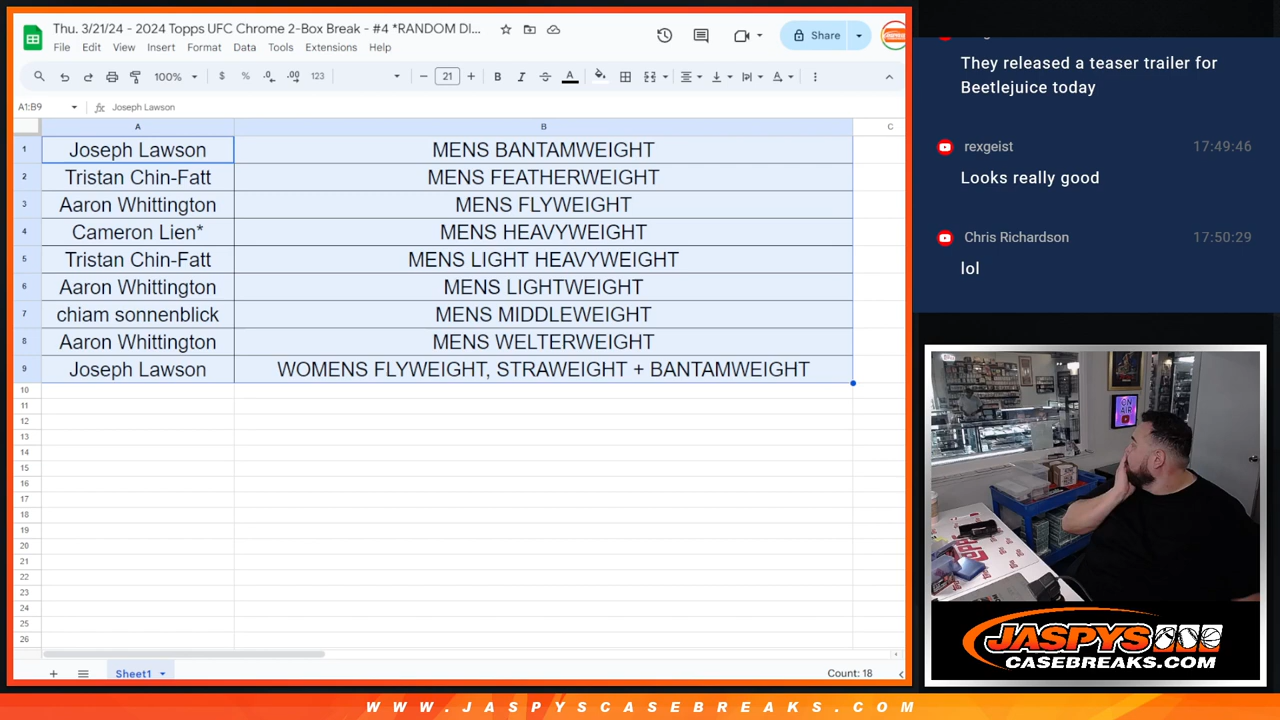 Thu. 3/21/24 - 2024 Topps UFC Chrome 2-Box Break - #4 *RANDOM DI...
File Edit View Insert Format Data Tools Extensions Help
Share
100% $ % .0 .00 123 21 B I A
A1:B9 fx Joseph Lawson
A B C
1 Joseph Lawson MENS BANTAMWEIGHT
2 Tristan Chin-Fatt MENS FEATHERWEIGHT
3 Aaron Whittington MENS FLYWEIGHT
4 Cameron Lien* MENS HEAVYWEIGHT
5 Tristan Chin-Fatt MENS LIGHT HEAVYWEIGHT
6 Aaron Whittington MENS LIGHTWEIGHT
7 chiam sonnenblick MENS MIDDLEWEIGHT
8 Aaron Whittington MENS WELTERWEIGHT
9 Joseph Lawson WOMENS FLYWEIGHT, STRAWEIGHT + BANTAMWEIGHT
10
11
12
13
14
15
16
17
18
19
20
21
22
23
24
25
26
Sheet1
Count: 18
They released a teaser trailer for
Beetlejuice today
rexgeist 17:49:46
Looks really good
Chris Richardson 17:50:29
lol
ON
AIR
JASPYS
CASEBREAKS.COM
WWW.JASPYSCASEBREAKS.COM